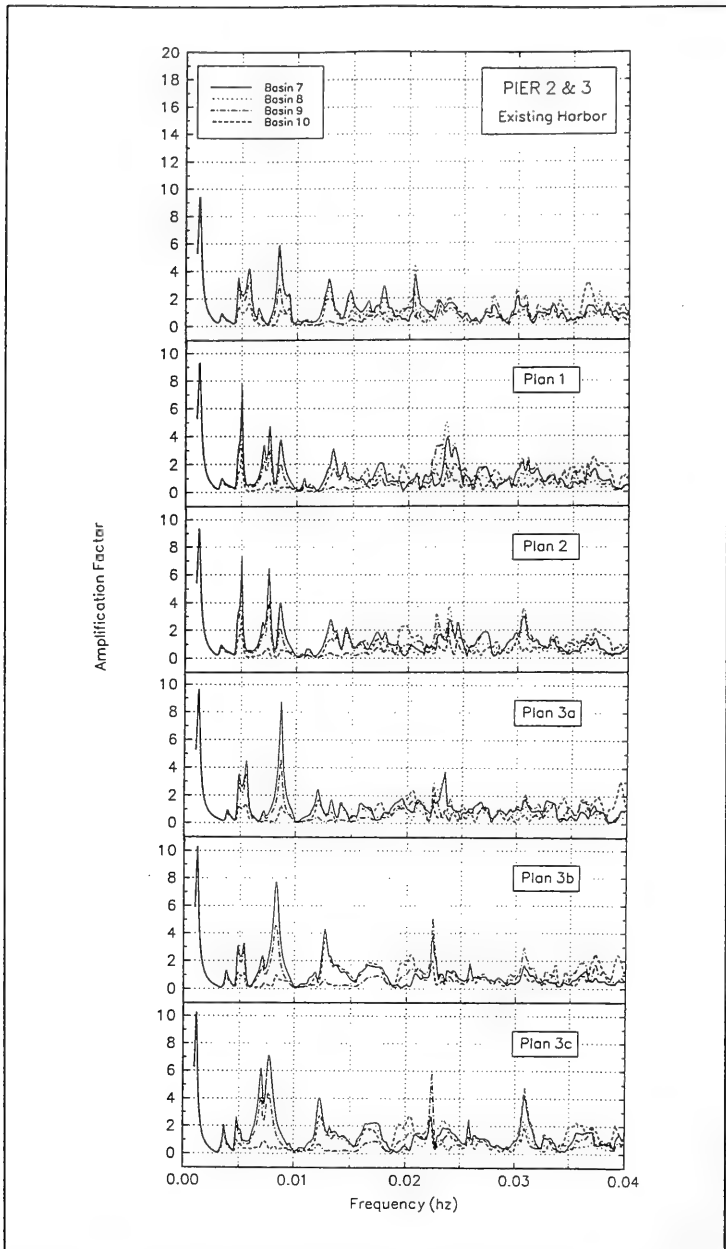 20
18
16
14
12
10
8
6
4
2
0
Basin 7
Basin 8
Basin 9
Basin 10
PIER 2 & 3
Existing Harbor
10
8
6
4
2
0
Plan 1
10
8
6
4
2
0
Plan 2
Amplification Factor
10
8
6
4
2
0
Plan 3a
10
8
6
4
2
0
Plan 3b
10
8
6
4
2
0
Plan 3c
0.00 0.01 0.02 0.03 0.04
Frequency (hz)